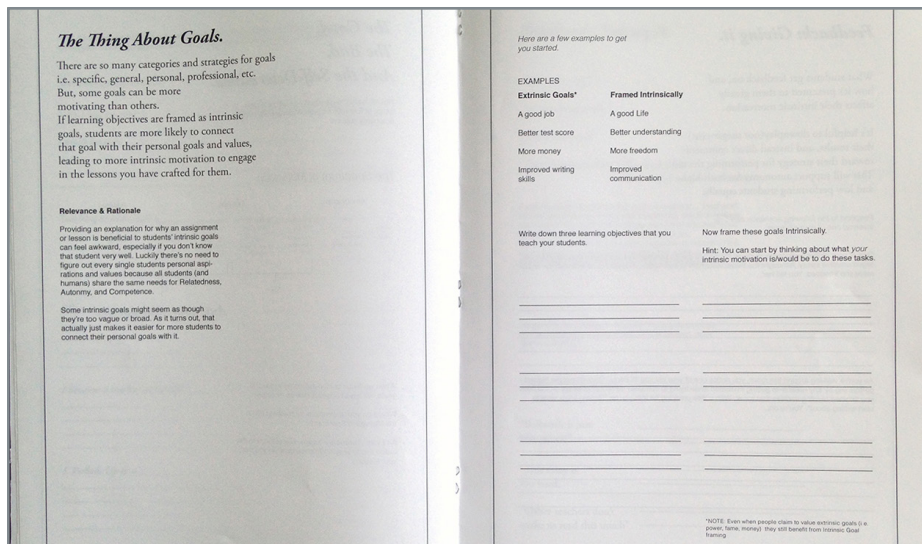 The Thing About Goals.
There are so many categories and strategies for goals
i.e. specific, general, personal, professional, etc.
But, some goals can be more
motivating than others.
If learning objectives are framed as intrinsic
goals, students are more likely to connect
that goal with their personal goals and values,
leading to more intrinsic motivation to engage
in the lessons you have crafted for them.
Relevance & Rationale
Providing an explanation for why an assignment
or lesson is beneficial to students' intrinsic goals
can feel awkward, especially if you don't know
that student very well. Luckily there's no need to
figure out every single students personal aspi-
rations and values because all students (and
humans) share the same needs for Relatedness,
Autonmy, and Competence.
Some intrinsic goals might seem as though
they're too vague or broad. As it turns out, that
actually just makes it easier for more students to
connect their personal goals with it.
Here are a few examples to get
you started.
EXAMPLES
Extrinsic Goals* Framed Intrinsically
A good job A good Life
Better test score Better understanding
More money More freedom
Improved writing Improved
skills communication
Write down three learning objectives that you
teach your students.
Now frame these goals Intrinsically.
Hint: You can start by thinking about what your
intrinsic motivation is/would be to do these tasks.
*NOTE: Even when people claim to value extrinsic goals (i.e.
power, fame, money) they still benefit from Intrinsic Goal
framing